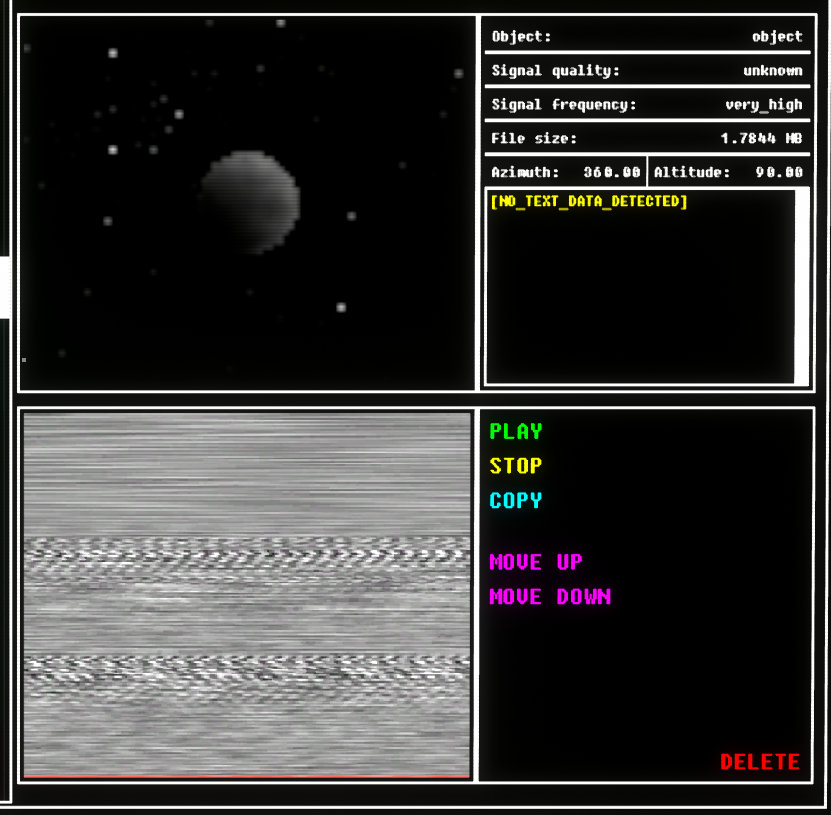 Object: object
Signal quality: unknown
Signal frequency: very_high
File size: 1.7844 MB
Azimuth: 360.00 Altitude: 90.00
[NO_TEXT_DATA_DETECTED]
PLAY
STOP
COPY
MOVE UP
MOVE DOWN
DELETE